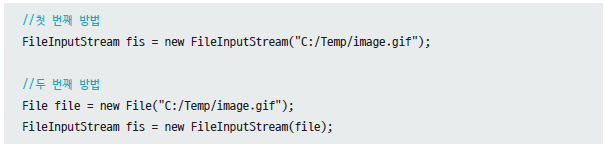 //첫 번째 방법
FileInputStream fis = new FileInputStream("C:/Temp/image.gif");
//두 번째 방법
File file = new File("C:/Temp/image.gif");
FileInputStream fis = new FileInputStream(file);